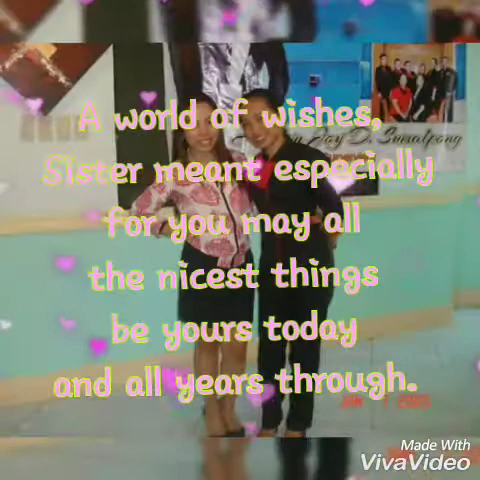 A world of wishes,
Sister meant especially
for you may all
the nicest things
be yours today
and all years through.
Made With
VivaVideo